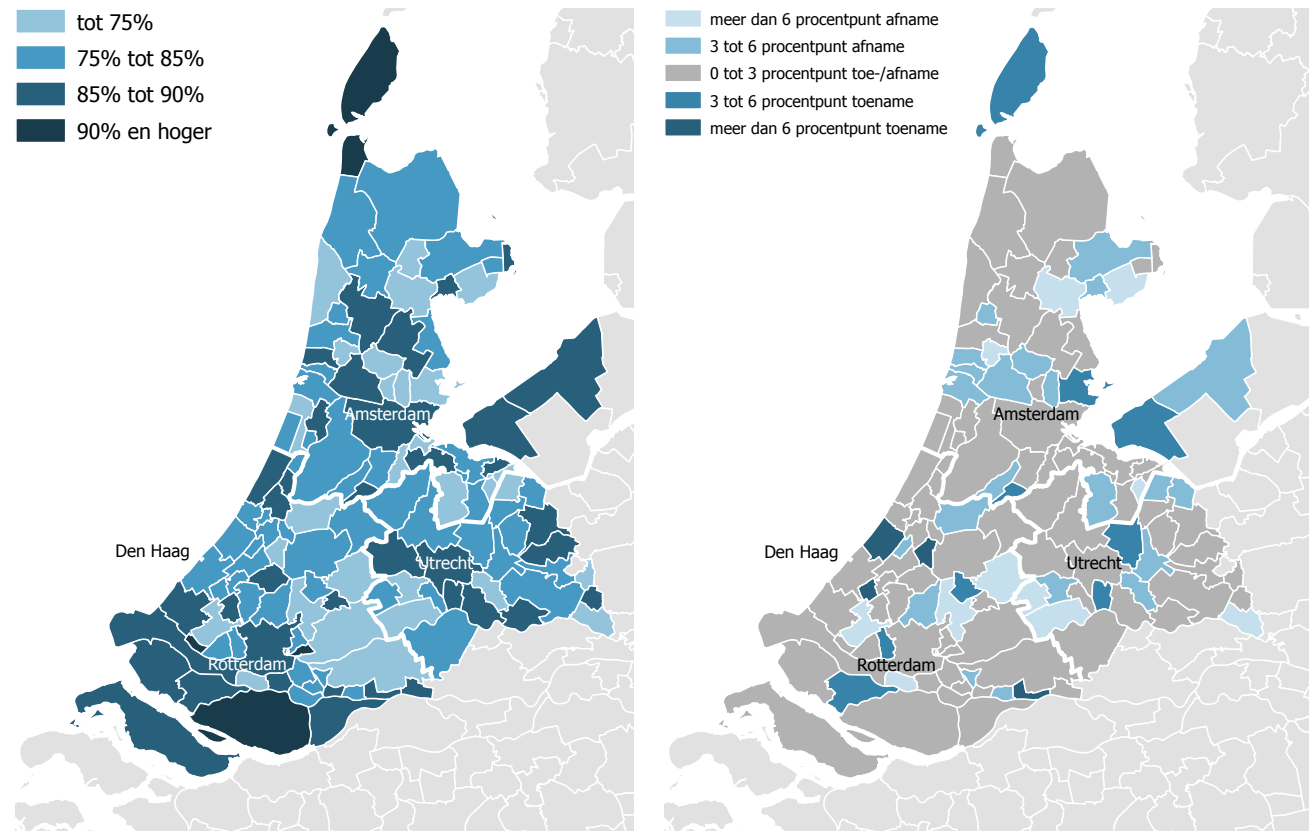 tot 75%
75% tot 85%
85% tot 90%
90% en hoger
Amsterdam
Den Haag
Utrecht
Rotterdam
meer dan 6 procentpunt afname
3 tot 6 procentpunt afname
0 tot 3 procentpunt toe-/afname
3 tot 6 procentpunt toename
meer dan 6 procentpunt toename
Amsterdam
Den Haag
Utrecht
Rotterdam